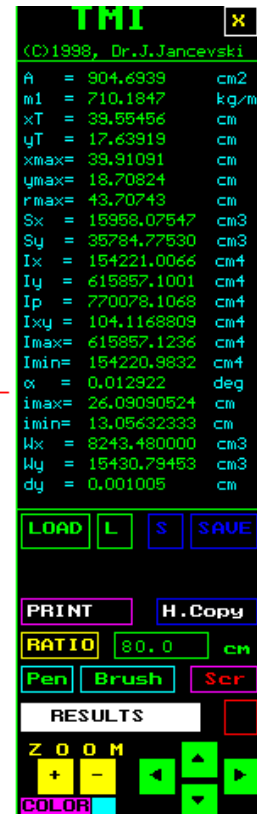 TMI x
(C)1998, Dr.J.Jancevski
A = 904.6939 cm2
m1 = 710.1847 kg/m
xT = 39.55456 cm
yT = 17.63919 cm
xmax= 39.91091 cm
ymax= 18.70824 cm
rmax= 43.70743 cm
Sx = 15958.07547 cm3
Sy = 35784.77530 cm3
Ix = 154221.0066 cm4
Iy = 615857.1001 cm4
Ip = 770078.1068 cm4
Ixy = 104.1168809 cm4
Imax= 615857.1236 cm4
Imin= 154220.9832 cm4
α = 0.012922 deg
imax= 26.09090524 cm
imin= 13.05632333 cm
Wx = 8243.480000 cm3
Wy = 15430.79453 cm3
dy = 0.001005 cm
LOAD L S SAVE
PRINT H.Copy
RATIO 80.0 cm
Pen Brush Scr
RESULTS
Z O O M
+ -
COLOR